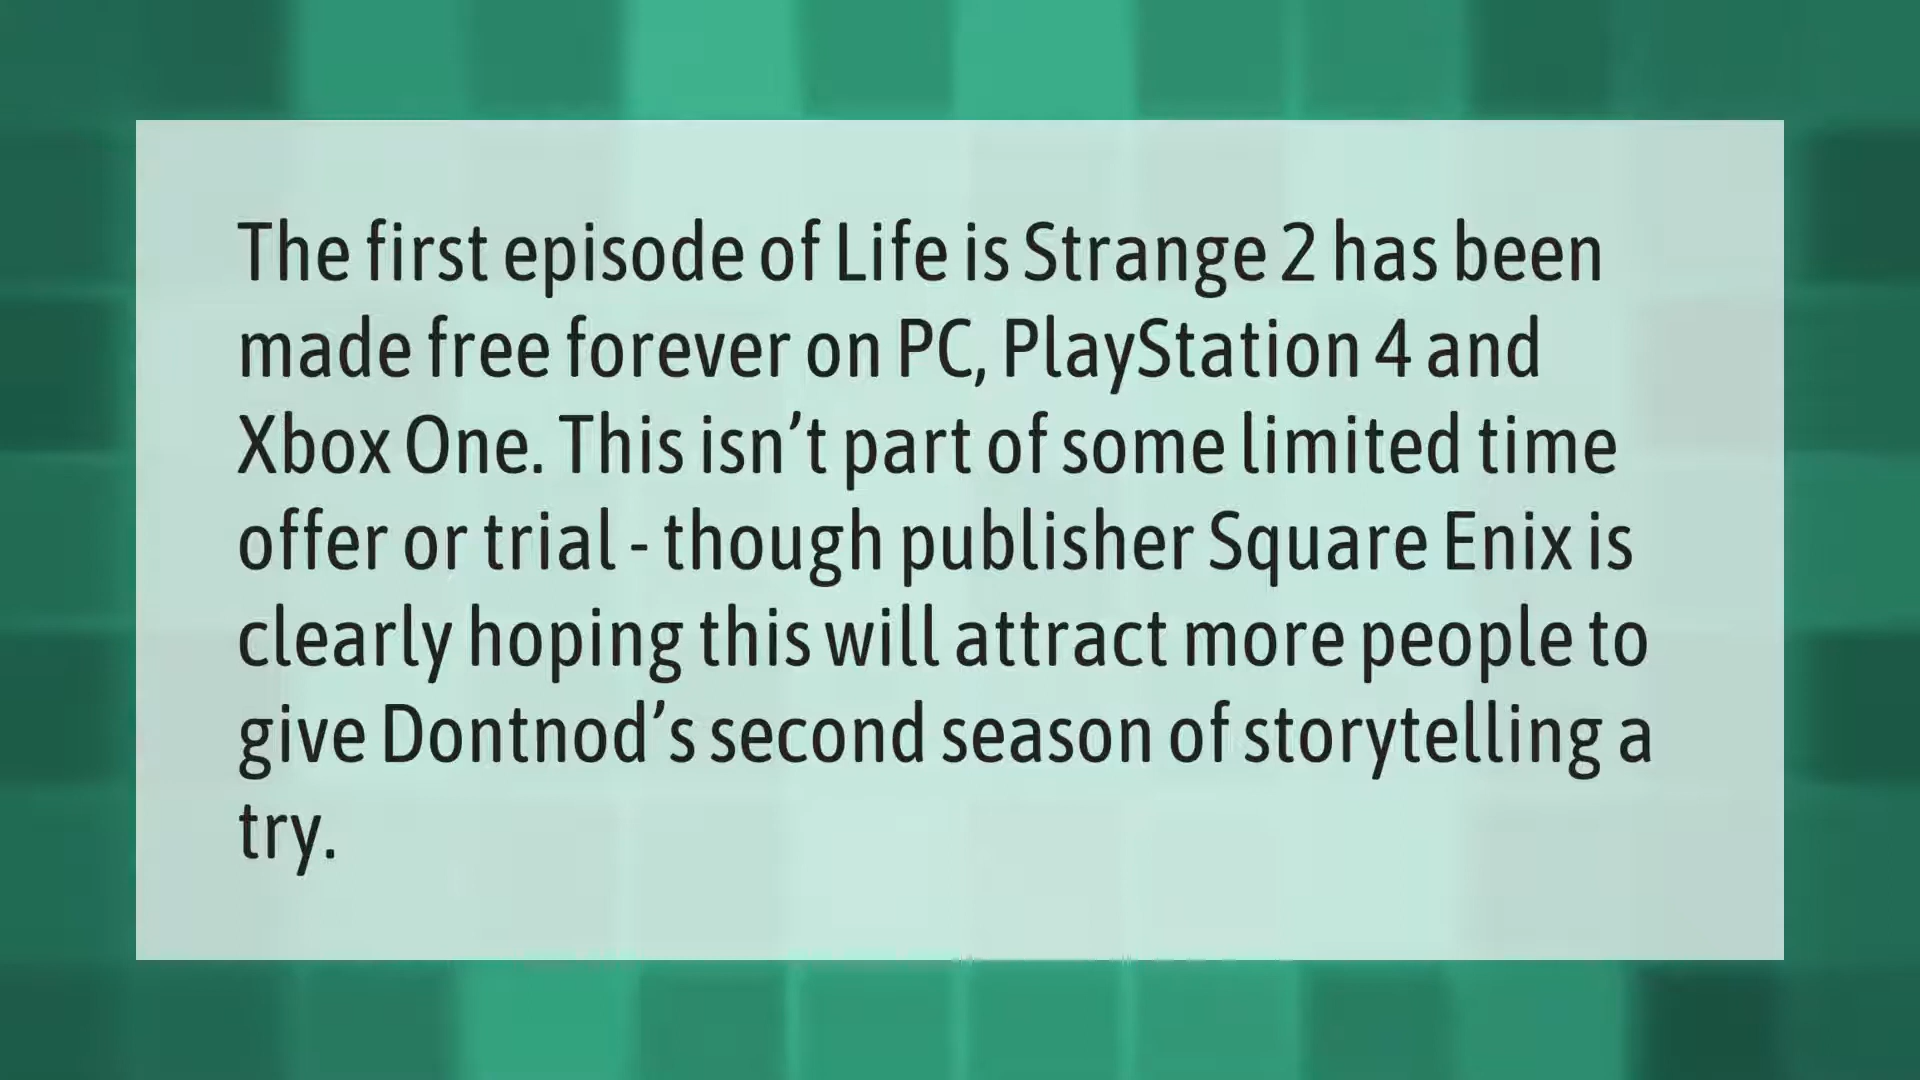 The first episode of Life is Strange 2 has been
made free forever on PC, PlayStation 4 and
Xbox One. This isn’t part of some limited time
offer or trial - though publisher Square Enix is
clearly hoping this will attract more people to
give Dontnod’s second season of storytelling a
try.